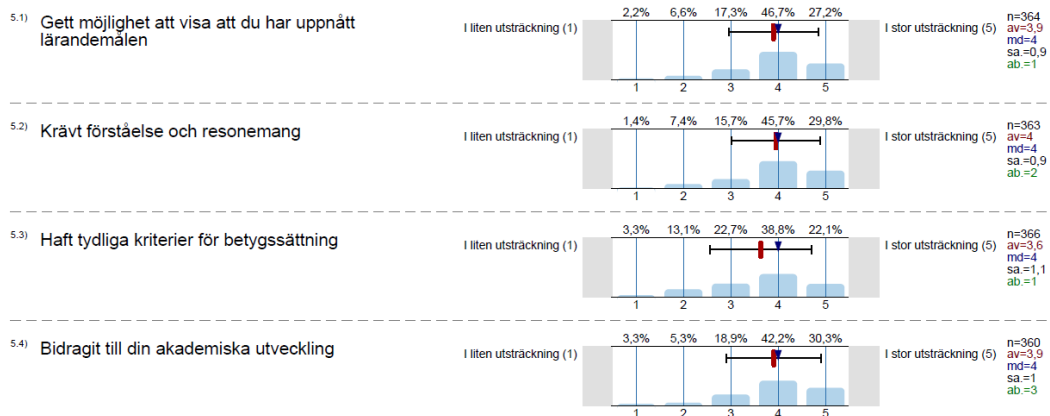 5.1) Gett möjlighet att visa att du har uppnått
lärandemålen
I liten utsträckning (1)
2,2% 6,6% 17,3% 46,7% 27,2%
1 2 3 4 5
I stor utsträckning (5)
n=364
av=3,9
md=4
sa.=0,9
ab.=1
5.2) Krävt förståelse och resonemang
I liten utsträckning (1)
1,4% 7,4% 15,7% 45,7% 29,8%
1 2 3 4 5
I stor utsträckning (5)
n=363
av=4
md=4
sa.=0,9
ab.=2
5.3) Haft tydliga kriterier för betygssättning
I liten utsträckning (1)
3,3% 13,1% 22,7% 38,8% 22,1%
1 2 3 4 5
I stor utsträckning (5)
n=366
av=3,6
md=4
sa.=1,1
ab.=1
5.4) Bidragit till din akademiska utveckling
I liten utsträckning (1)
3,3% 5,3% 18,9% 42,2% 30,3%
1 2 3 4 5
I stor utsträckning (5)
n=360
av=3,9
md=4
sa.=1
ab.=3